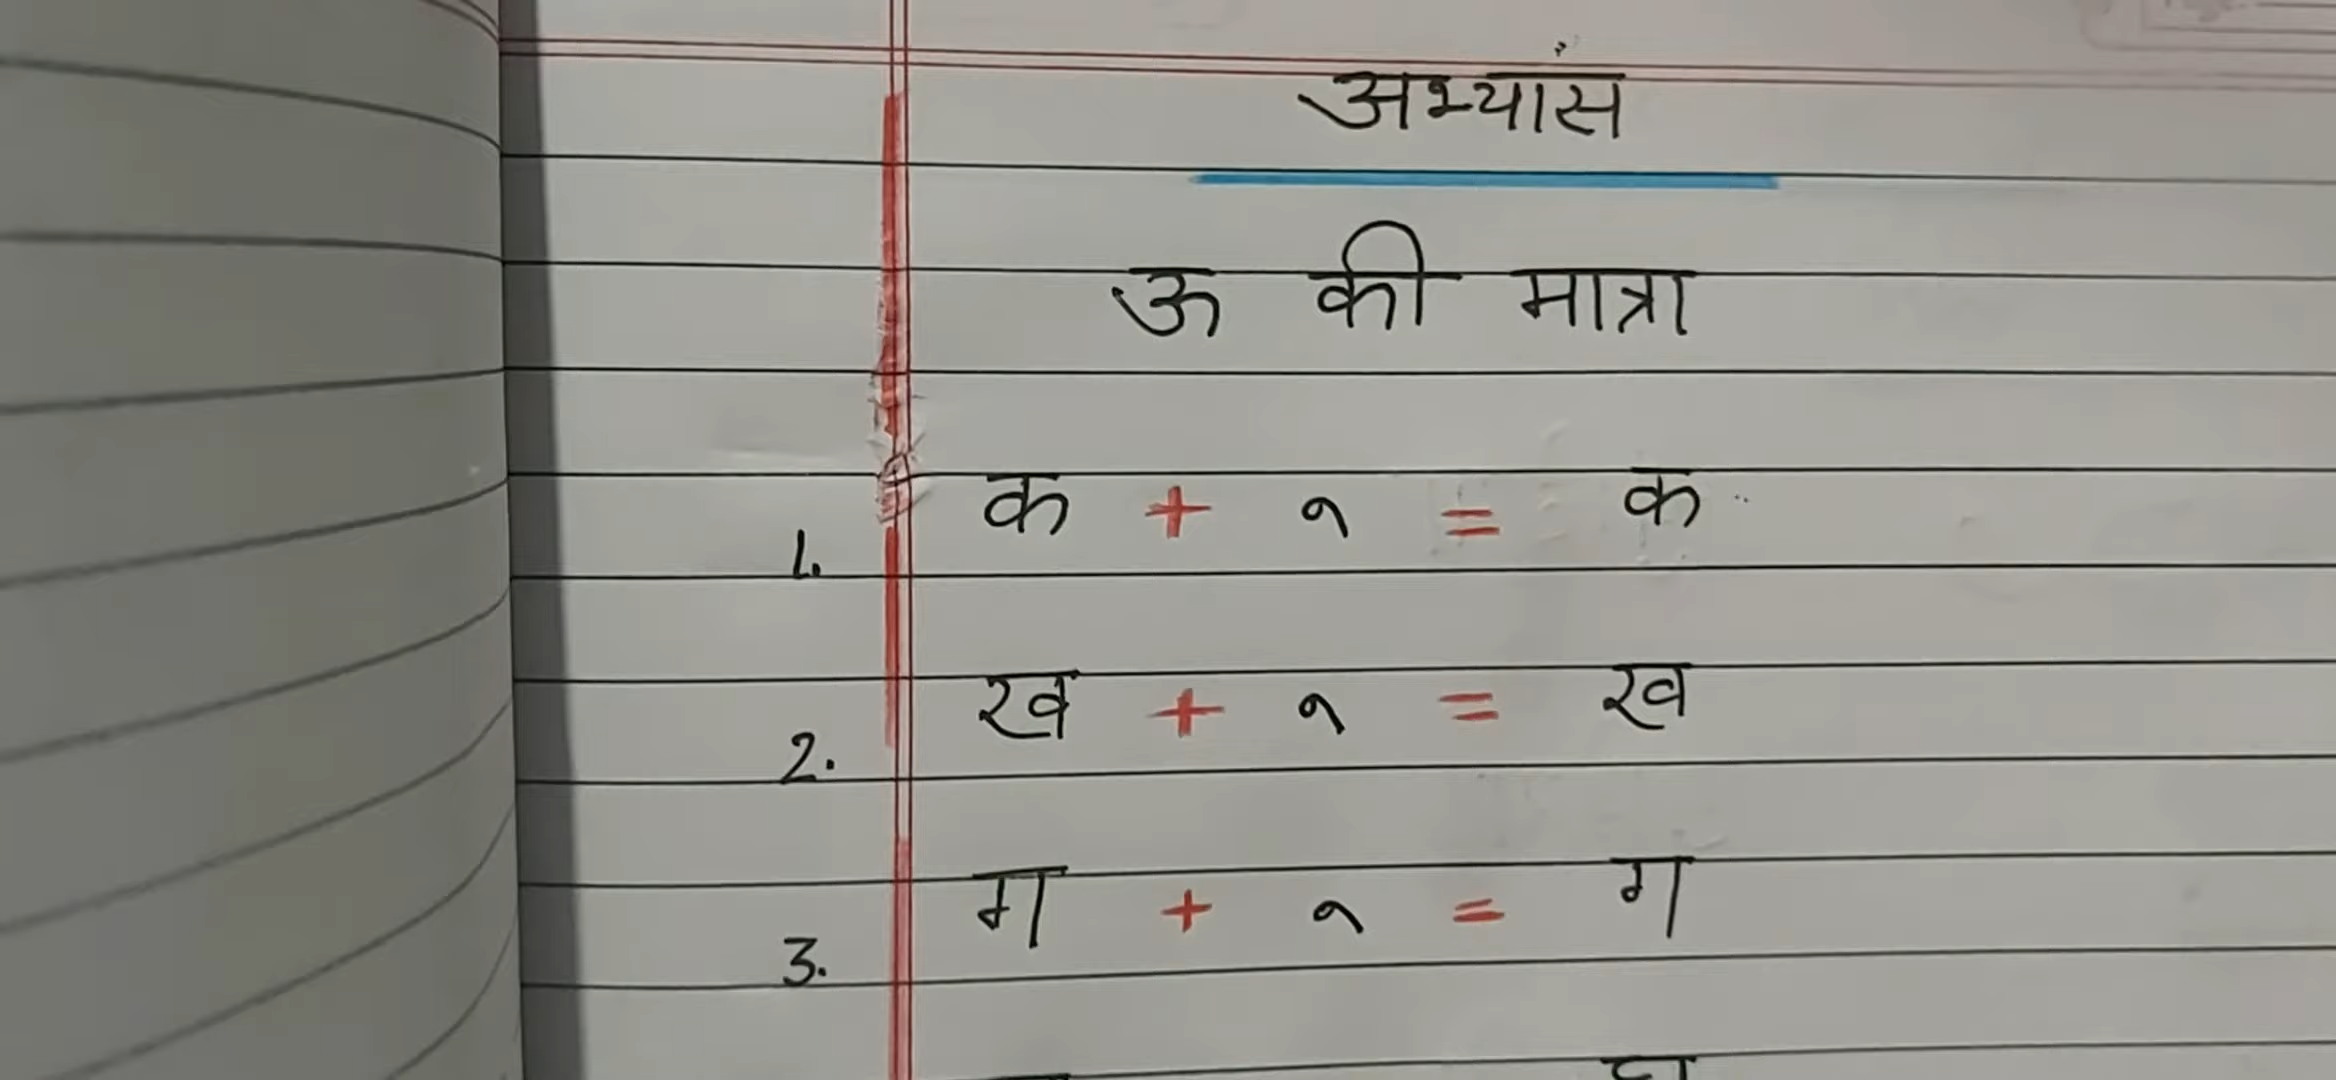 अभ्यास
ऊ की मात्रा
1. क + ू = क
2. ख + ू = ख
3. ग + ू = ग